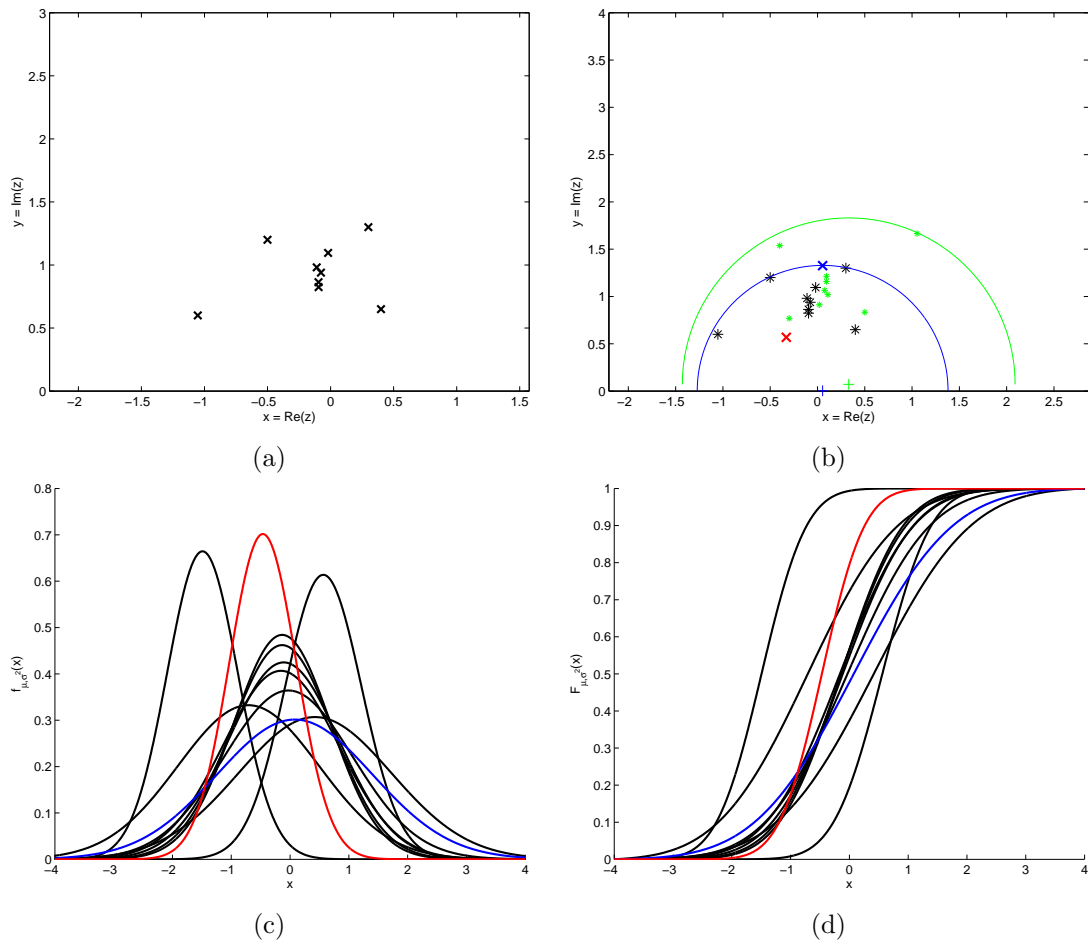 3
2.5
2
1.5
1
0.5
0
y = Im(z)
−2 −1.5 −1 −0.5 0 0.5 1 1.5
x = Re(z)
(a)
4
3.5
3
2.5
2
1.5
1
0.5
0
y = Im(z)
−2 −1.5 −1 −0.5 0 0.5 1 1.5 2 2.5
x = Re(z)
(b)
0.8
0.7
0.6
0.5
0.4
0.3
0.2
0.1
0
f_{μ,σ²}(x)
−4 −3 −2 −1 0 1 2 3 4
x
(c)
1
0.9
0.8
0.7
0.6
0.5
0.4
0.3
0.2
0.1
0
F_{μ,σ²}(x)
−4 −3 −2 −1 0 1 2 3 4
x
(d)